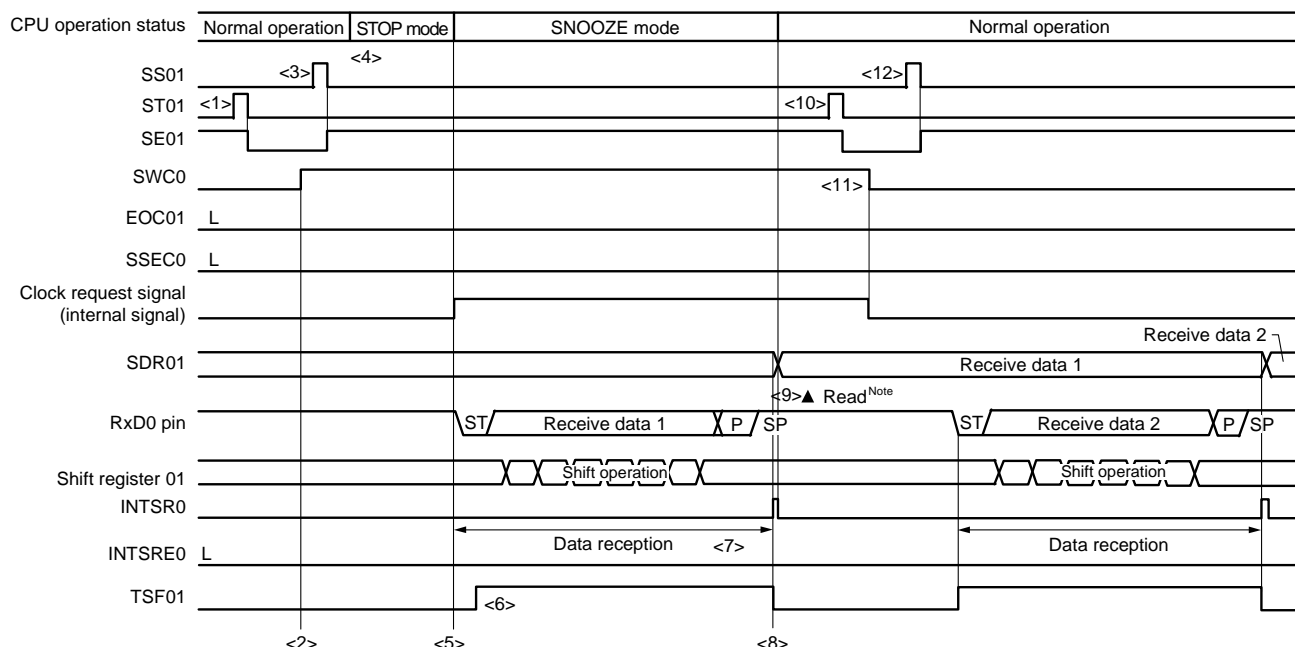 CPU operation status
Normal operation
STOP mode
SNOOZE mode
Normal operation
<4>
SS01
<3>
<12>
ST01
<1>
<10>
SE01
SWC0
<11>
EOC01
L
SSEC0
L
Clock request signal
(internal signal)
Receive data 2
SDR01
Receive data 1
<9>▲ Read Note
RxD0 pin
ST
Receive data 1
P
SP
ST
Receive data 2
P
SP
Shift register 01
Shift operation
Shift operation
INTSR0
Data reception
<7>
Data reception
INTSRE0
L
TSF01
<6>
<2>
<5>
<8>